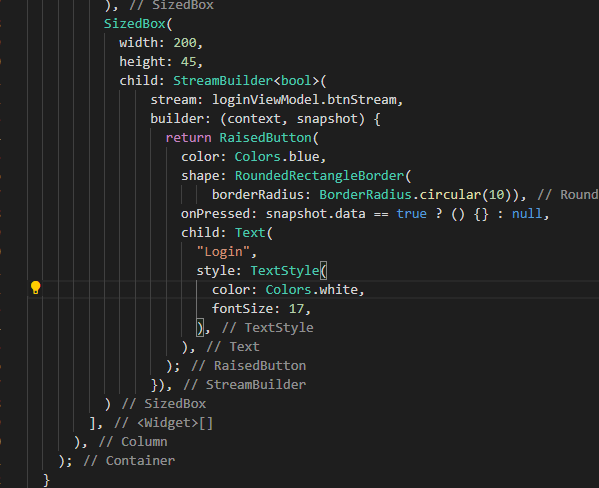 ), // SizedBox
SizedBox(
width: 200,
height: 45,
child: StreamBuilder<bool>(
stream: loginViewModel.btnStream,
builder: (context, snapshot) {
return RaisedButton(
color: Colors.blue,
shape: RoundedRectangleBorder(
borderRadius: BorderRadius.circular(10)), // Round
onPressed: snapshot.data == true ? () {} : null,
child: Text(
"Login",
style: TextStyle(
color: Colors.white,
fontSize: 17,
), // TextStyle
), // Text
); // RaisedButton
}), // StreamBuilder
) // SizedBox
], // <Widget>[]
), // Column
); // Container
}